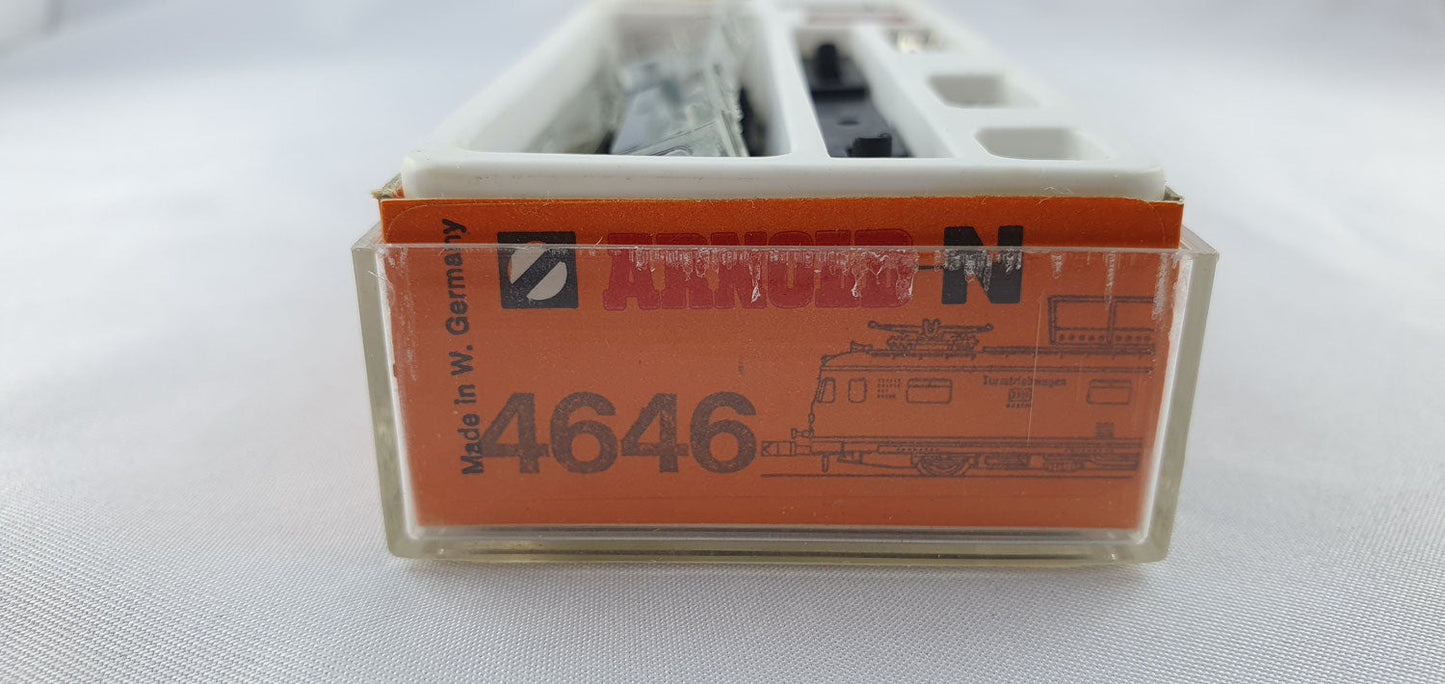 ARNOLD-N
Made in W. Germany
4646
Turmtriebwagen
DB